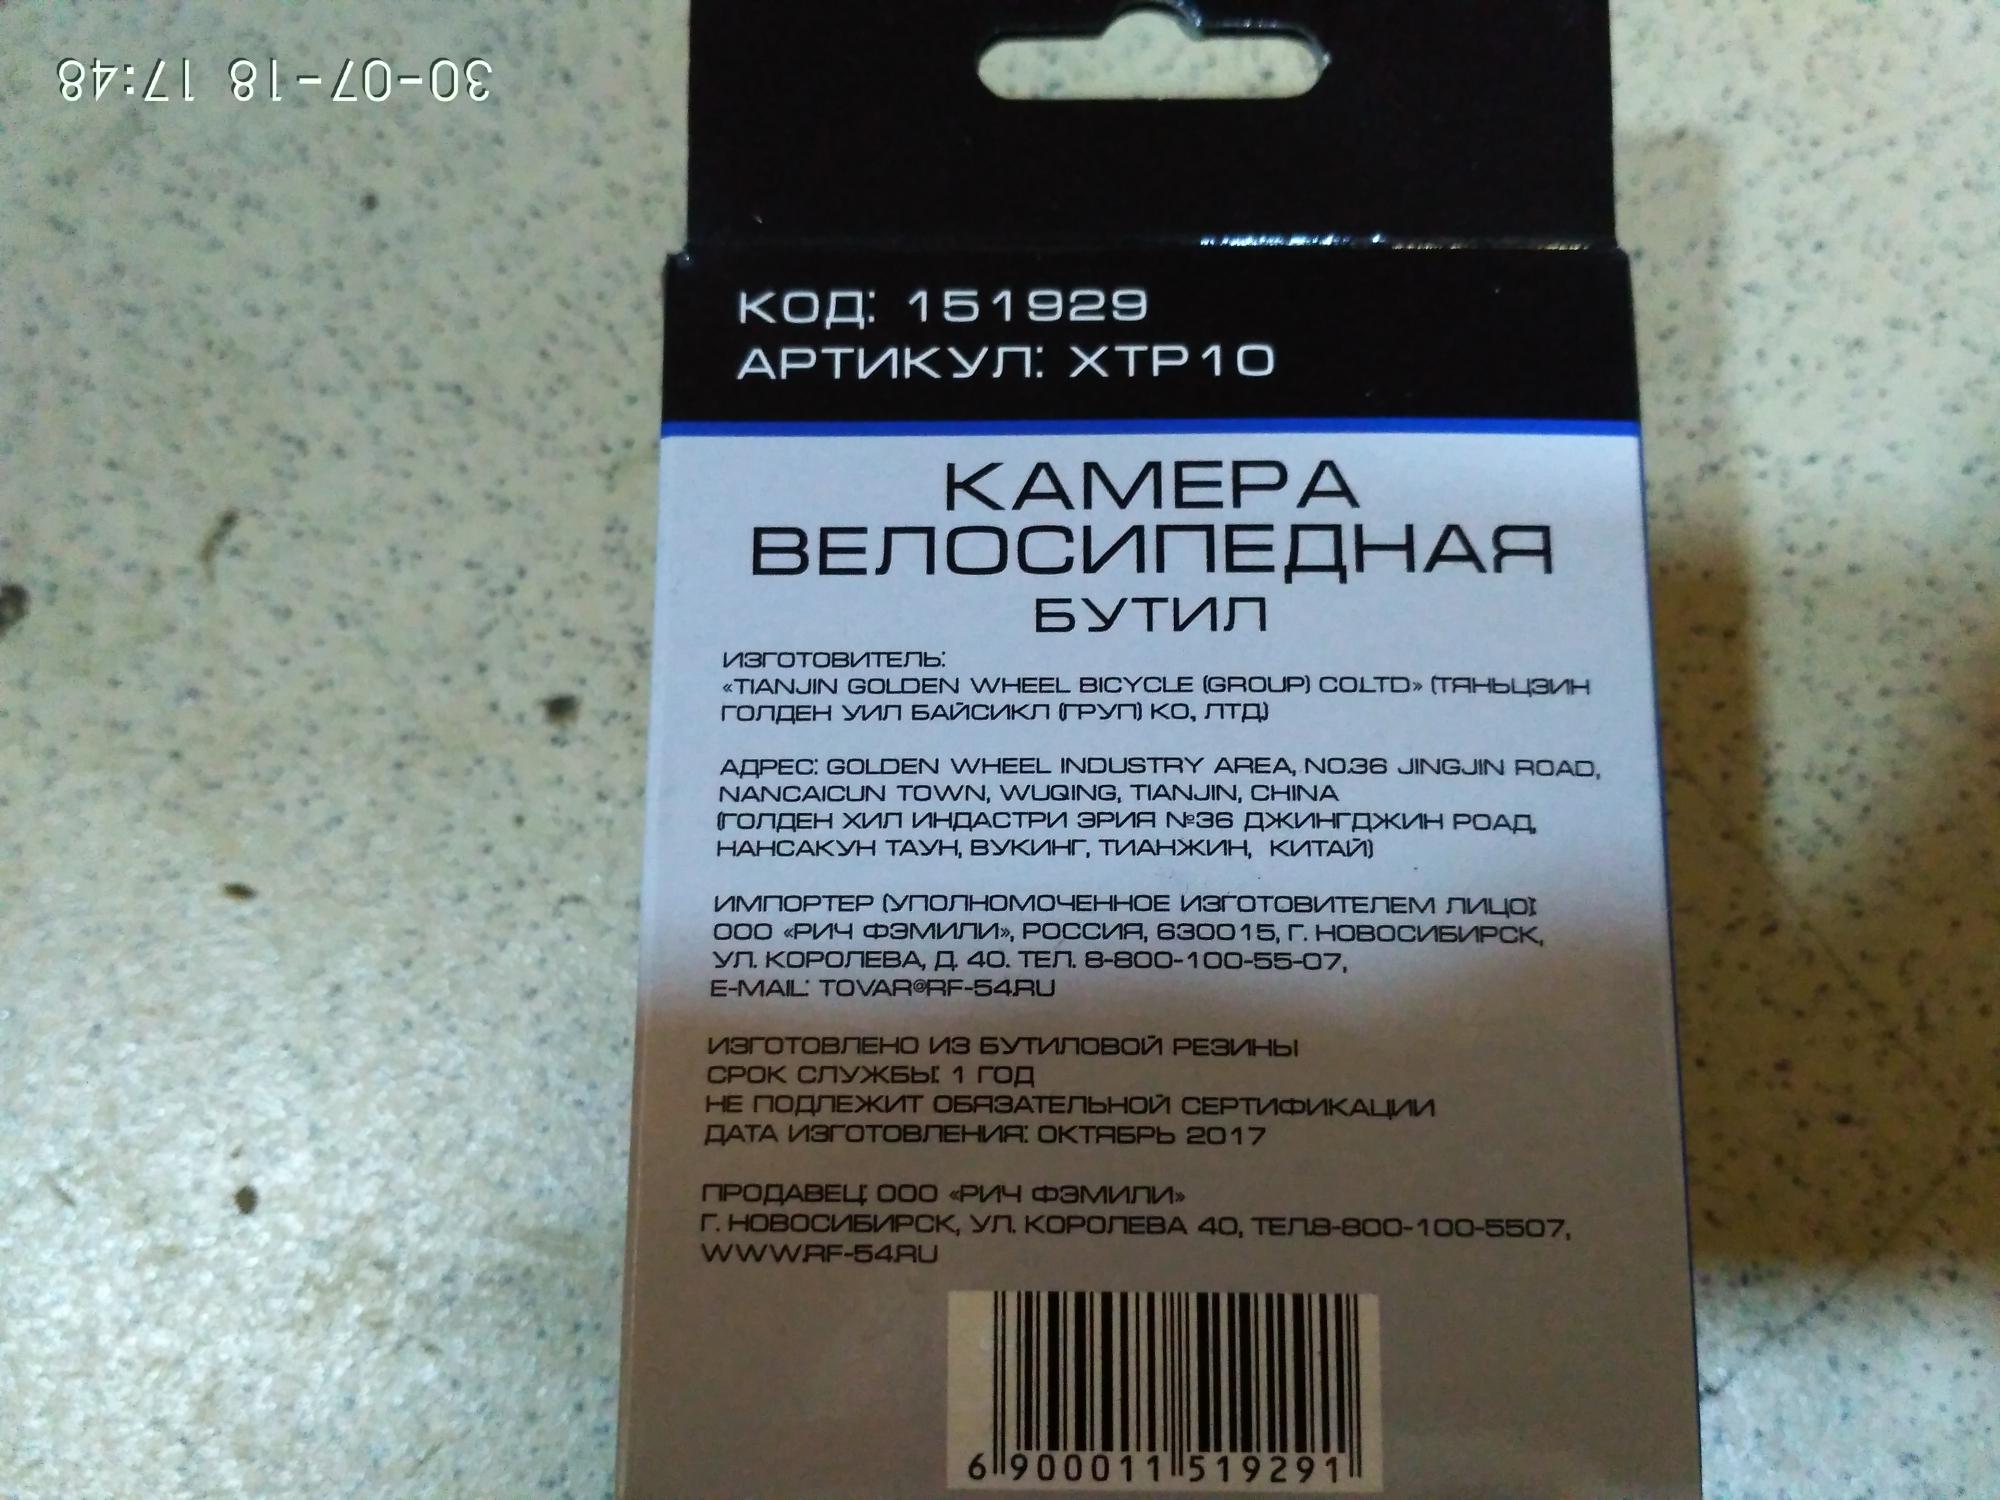 30-07-18 17:48
КОД: 151929
АРТИКУЛ: XTP10
КАМЕРА
ВЕЛОСИПЕДНАЯ
БУТИЛ
ИЗГОТОВИТЕЛЬ:
«TIANJIN GOLDEN WHEEL BICYCLE (GROUP) CO.LTD» (ТЯНЬЦЗИН
ГОЛДЕН УИЛ БАЙСИКЛ (ГРУП) КО, ЛТД)
АДРЕС: GOLDEN WHEEL INDUSTRY AREA, NO.36 JINGJIN ROAD,
NANCAICUN TOWN, WUQING, TIANJIN, CHINA
(ГОЛДЕН ХИЛ ИНДАСТРИ ЭРИЯ №36 ДЖИНГДЖИН РОАД,
НАНСАКУН ТАУН, ВУКИНГ, ТИАНЖИН, КИТАЙ)
ИМПОРТЕР (УПОЛНОМОЧЕННОЕ ИЗГОТОВИТЕЛЕМ ЛИЦО):
ООО «РИЧ ФЭМИЛИ», РОССИЯ, 630015, Г. НОВОСИБИРСК,
УЛ. КОРОЛЕВА, Д. 40. ТЕЛ. 8-800-100-55-07,
E-MAIL: TOVAR@RF-54.RU
ИЗГОТОВЛЕНО ИЗ БУТИЛОВОЙ РЕЗИНЫ
СРОК СЛУЖБЫ: 1 ГОД
НЕ ПОДЛЕЖИТ ОБЯЗАТЕЛЬНОЙ СЕРТИФИКАЦИИ
ДАТА ИЗГОТОВЛЕНИЯ: ОКТЯБРЬ 2017
ПРОДАВЕЦ: ООО «РИЧ ФЭМИЛИ»
Г. НОВОСИБИРСК, УЛ. КОРОЛЕВА 40, ТЕЛ.8-800-100-5507,
WWW.RF-54.RU
6 900011 519291